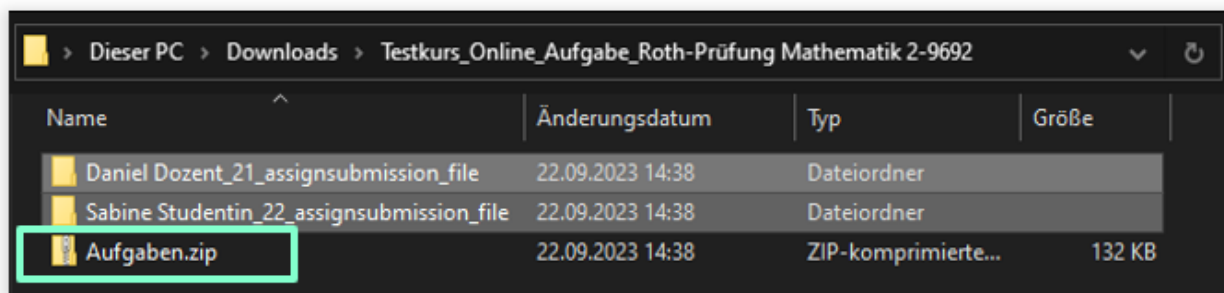 Dieser PC > Downloads > Testkurs_Online_Aufgabe_Roth-Prüfung Mathematik 2-9692
Name Änderungsdatum Typ Größe
Daniel Dozent_21_assignsubmission_file 22.09.2023 14:38 Dateiordner
Sabine Studentin_22_assignsubmission_file 22.09.2023 14:38 Dateiordner
Aufgaben.zip 22.09.2023 14:38 ZIP-komprimierte... 132 KB